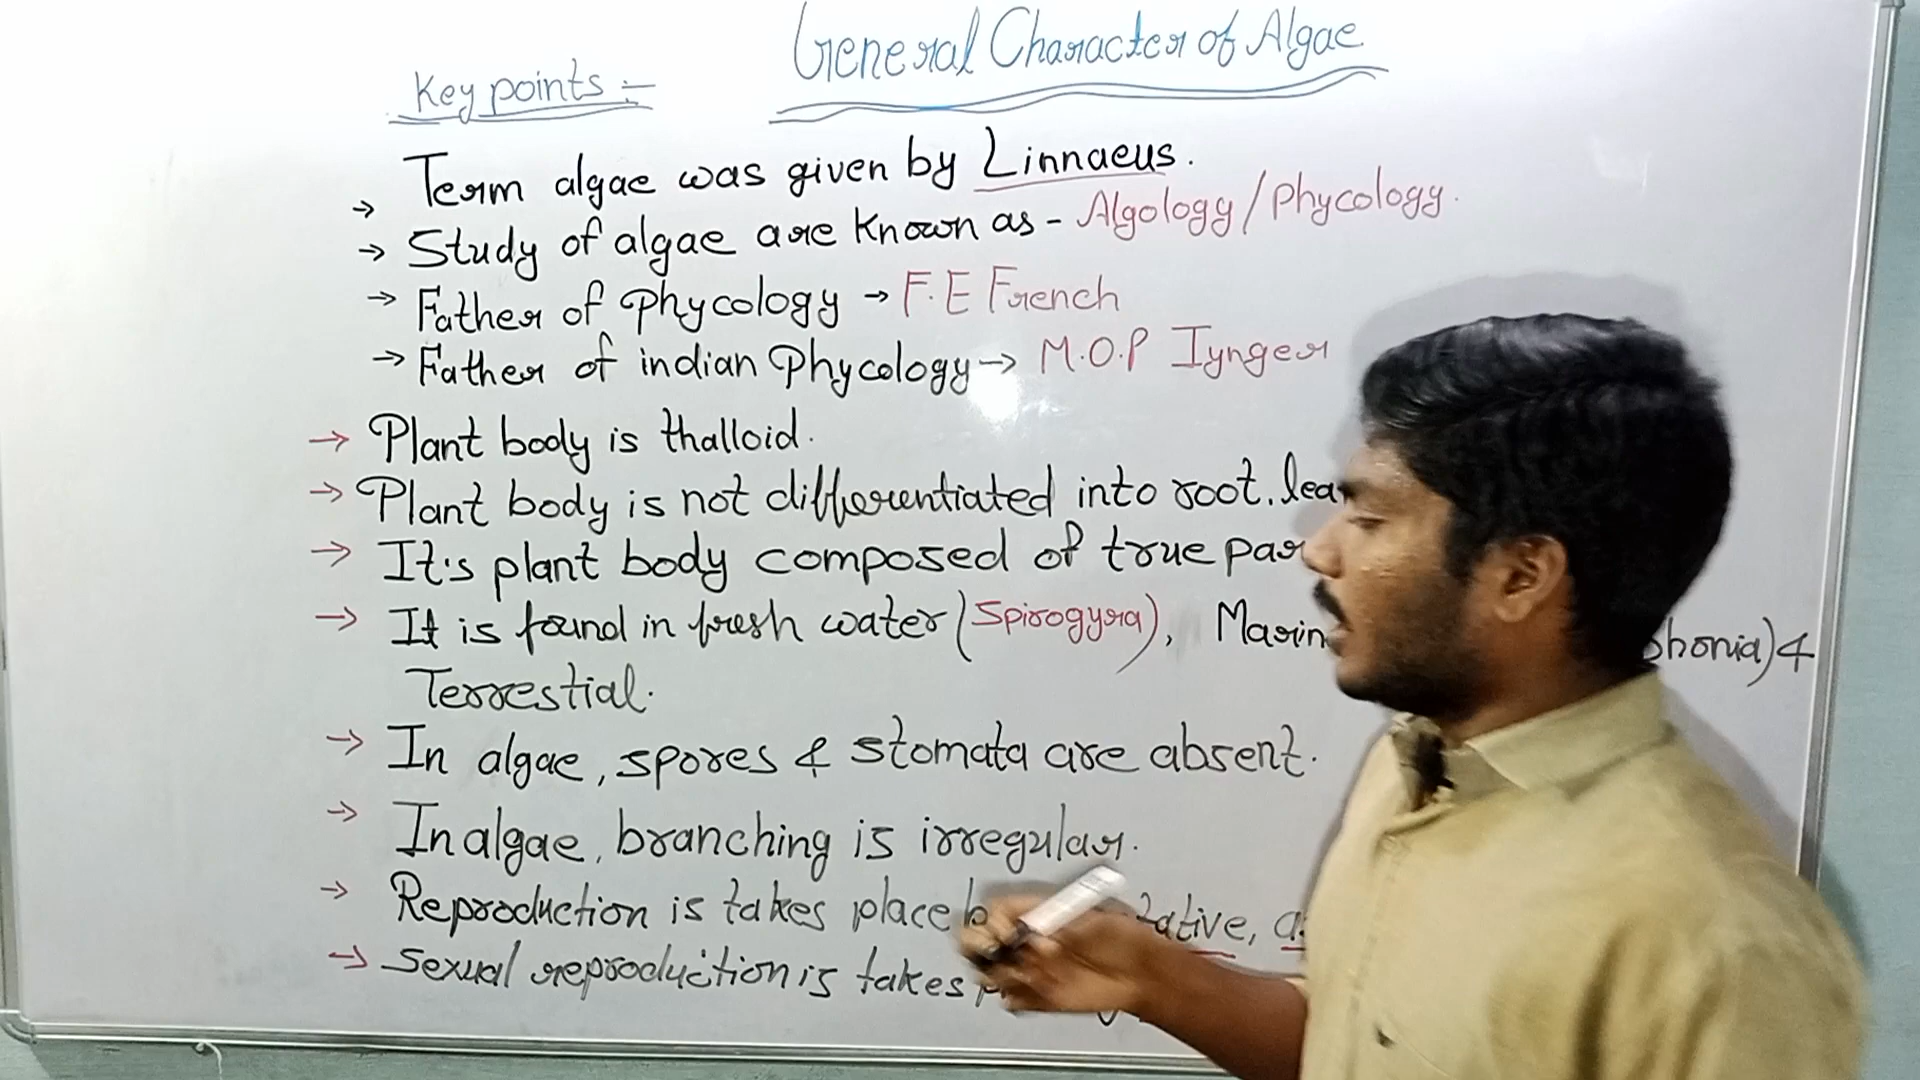 General Character of Algae
Key points :-
→ Term algae was given by Linnaeus.
→ Study of algae are known as - Algology / Phycology.
→ Father of Phycology → F.E French
→ Father of indian Phycology → M.O.P Iynger
→ Plant body is thalloid.
→ Plant body is not differentiated into root, lea
→ It's plant body composed of true par
→ It is found in fresh water (Spirogyra), Marin phonia) &
Terrestial.
→ In algae, spores & stomata are absent.
→ In algae, branching is irregular.
→ Reproduction is takes place b tative, a
→ Sexual reproduction is takes